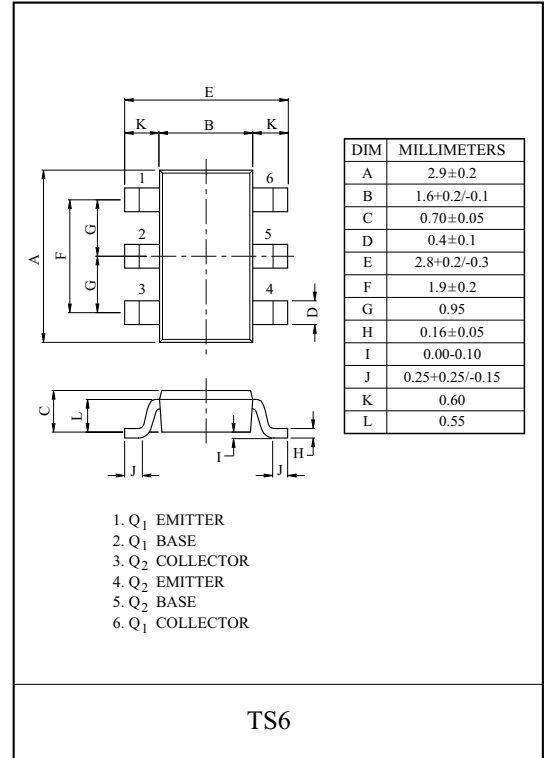 E
K B K
1 6
2 5
3 4
A
F
G
G
D
C
L
I
H
J J
DIM MILLIMETERS
A 2.9±0.2
B 1.6+0.2/-0.1
C 0.70±0.05
D 0.4±0.1
E 2.8+0.2/-0.3
F 1.9±0.2
G 0.95
H 0.16±0.05
I 0.00-0.10
J 0.25+0.25/-0.15
K 0.60
L 0.55
1. Q1 EMITTER
2. Q1 BASE
3. Q2 COLLECTOR
4. Q2 EMITTER
5. Q2 BASE
6. Q1 COLLECTOR
TS6